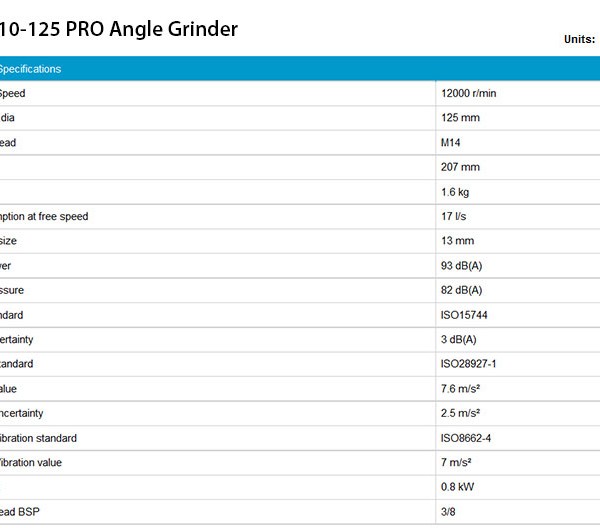 10-125 PRO Angle Grinder
Units:
Specifications
Speed 12000 r/min
dia 125 mm
ead M14
207 mm
1.6 kg
nption at free speed 17 l/s
size 13 mm
ver 93 dB(A)
ssure 82 dB(A)
ndard ISO15744
ertainty 3 dB(A)
tandard ISO28927-1
alue 7.6 m/s²
ncertainty 2.5 m/s²
ibration standard ISO8662-4
ibration value 7 m/s²
0.8 kW
ead BSP 3/8